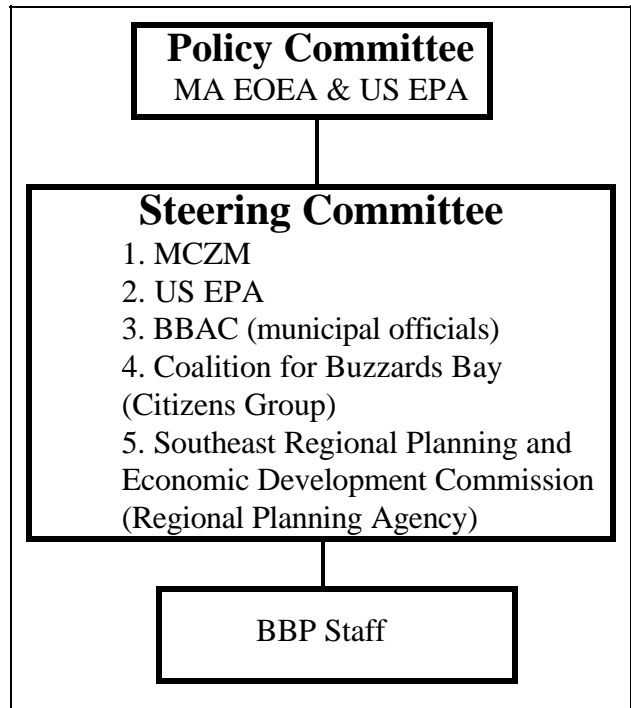 Policy Committee
MA EOEA & US EPA
Steering Committee
1. MCZM
2. US EPA
3. BBAC (municipal officials)
4. Coalition for Buzzards Bay
(Citizens Group)
5. Southeast Regional Planning and
Economic Development Commission
(Regional Planning Agency)
BBP Staff